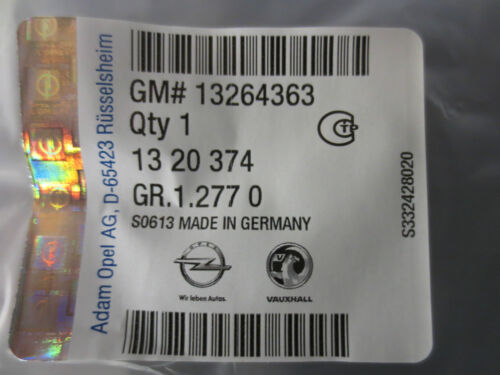 Adam Opel AG, D-65423 Rüsselsheim
GM# 13264363
Qty 1
13 20 374
GR.1.277 0
S0613 MADE IN GERMANY
S332428020
OPEL
Wir leben Autos.
VAUXHALL